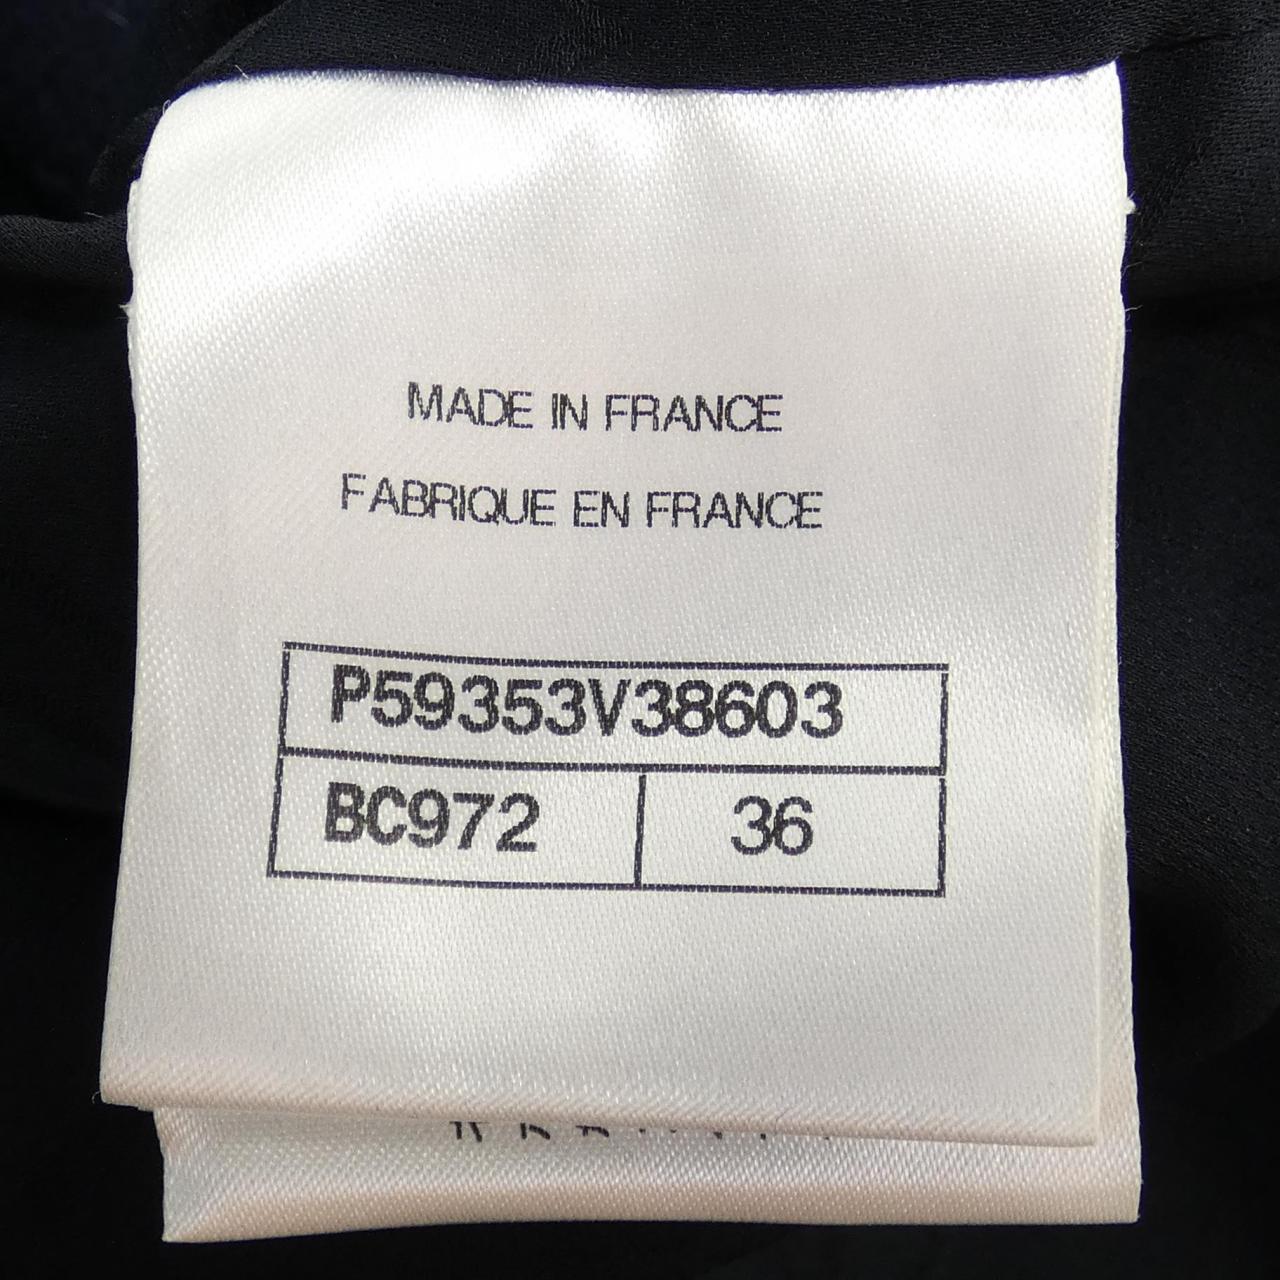 MADE IN FRANCE
FABRIQUE EN FRANCE
P59353V38603
BC972 36